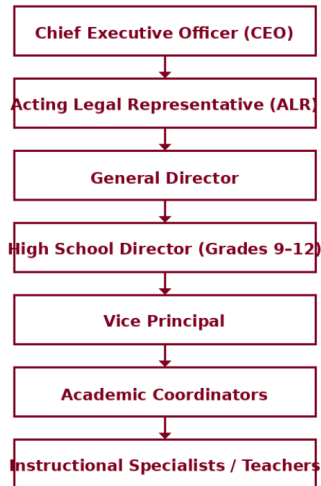 Chief Executive Officer (CEO)
Acting Legal Representative (ALR)
General Director
High School Director (Grades 9–12)
Vice Principal
Academic Coordinators
Instructional Specialists / Teachers